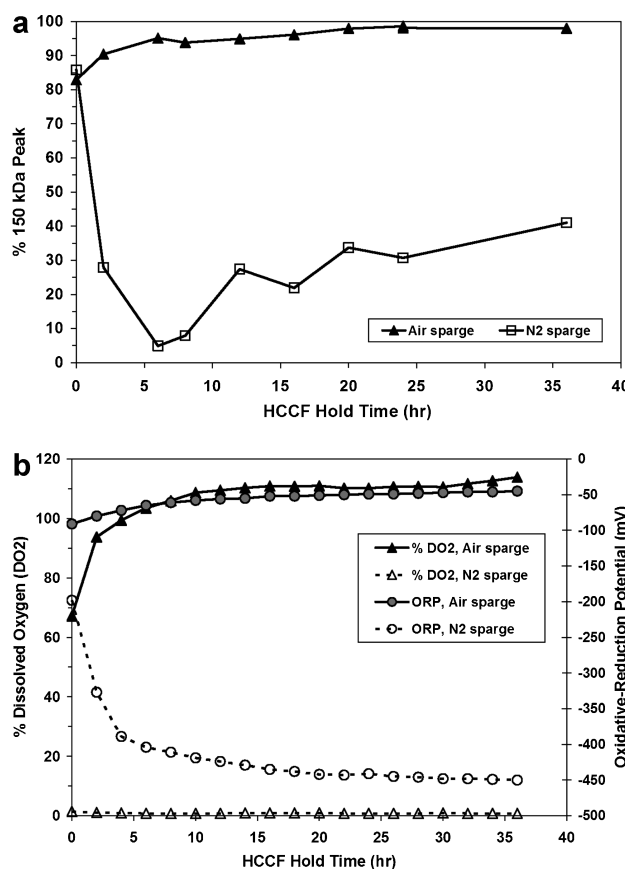 a
100
90
80
70
60
50
40
30
20
10
0
% 150 kDa Peak
Air sparge
N2 sparge
0 5 10 15 20 25 30 35 40
HCCF Hold Time (hr)
b
120
100
80
60
40
20
0
% Dissolved Oxygen (DO2)
% DO2, Air sparge
% DO2, N2 sparge
ORP, Air sparge
ORP, N2 sparge
0
-50
-100
-150
-200
-250
-300
-350
-400
-450
-500
Oxidative-Reduction Potential (mV)
0 5 10 15 20 25 30 35 40
HCCF Hold Time (hr)